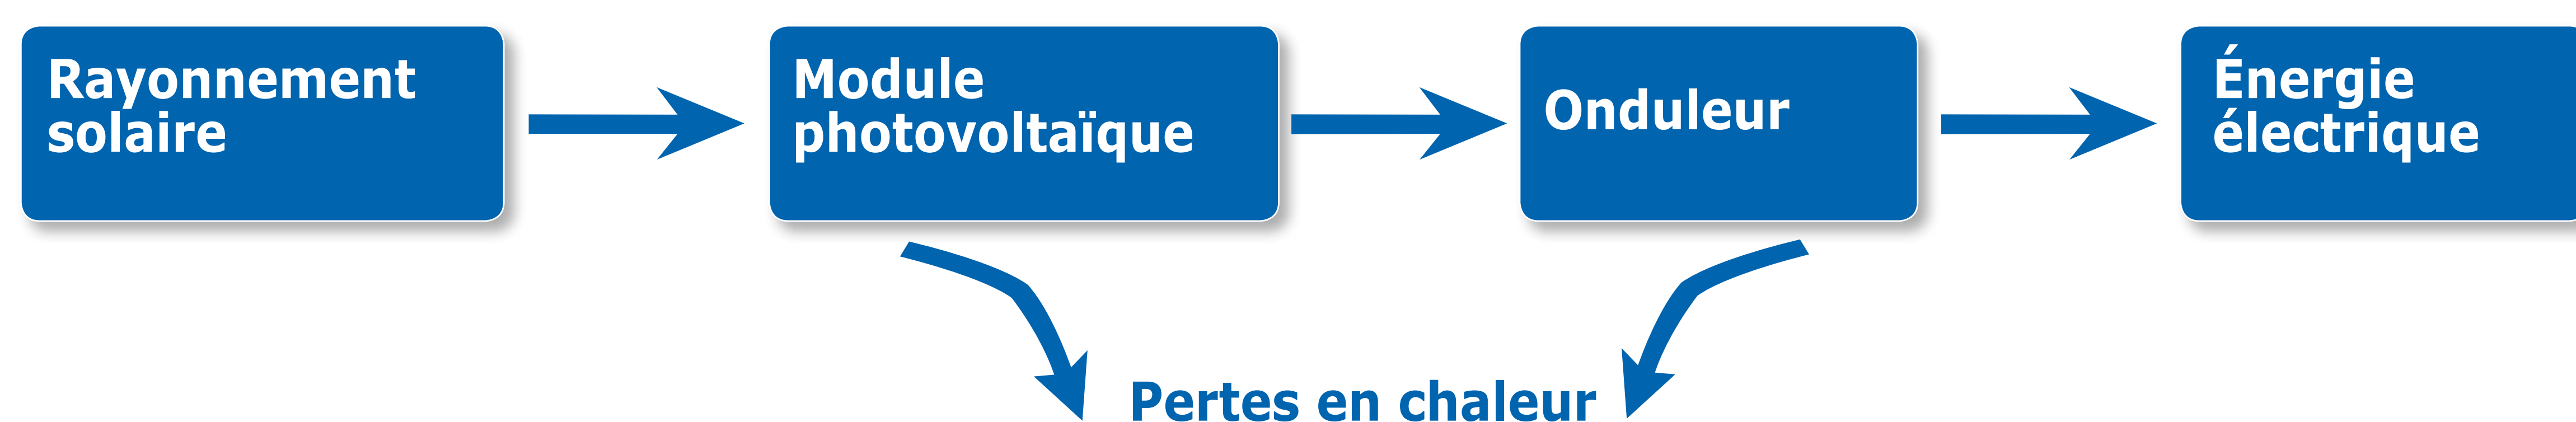 Rayonnement
solaire
Module
photovoltaïque
Onduleur
Énergie
électrique
Pertes en chaleur